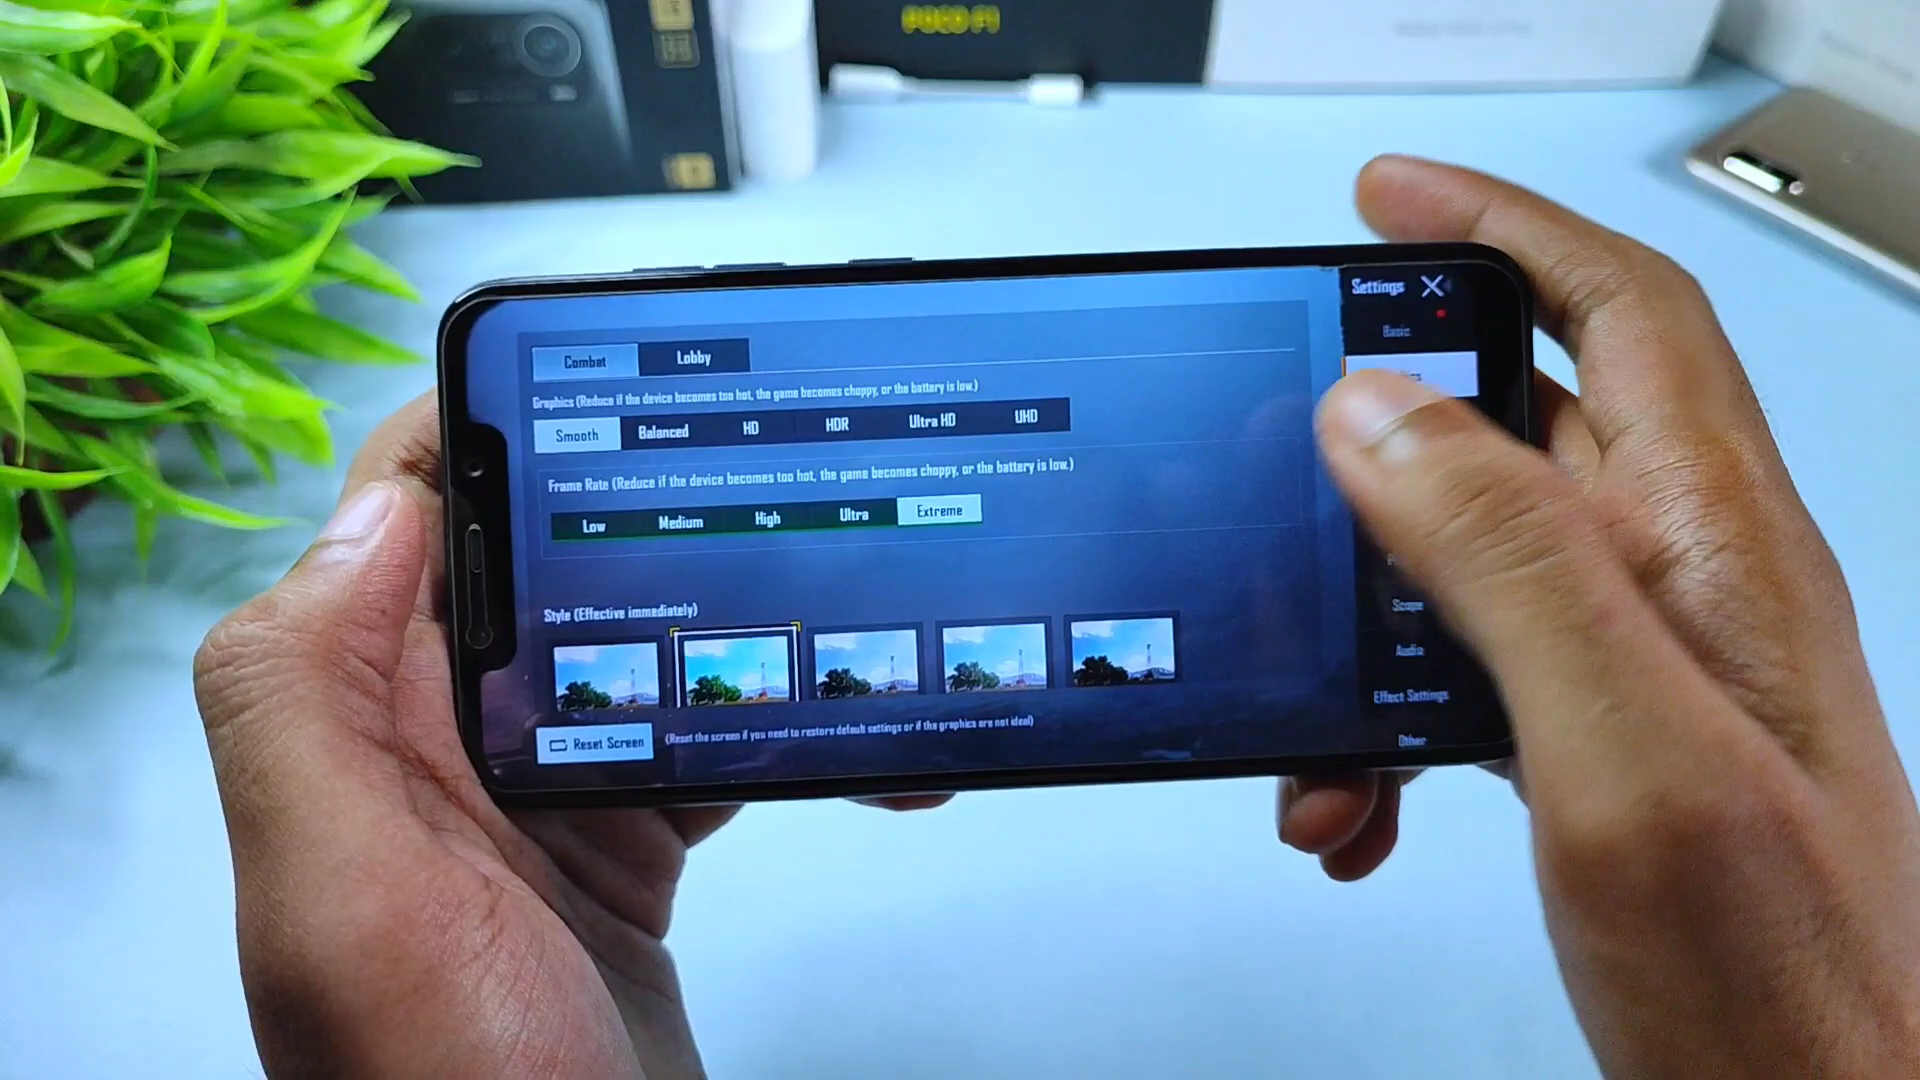 POCO F1
Settings
Basic
Combat
Lobby
Graphics (Reduce if the device becomes too hot, the game becomes choppy, or the battery is low.)
Smooth
Balanced
HD
HDR
Ultra HD
UHD
Frame Rate (Reduce if the device becomes too hot, the game becomes choppy, or the battery is low.)
Low
Medium
High
Ultra
Extreme
Style (Effective immediately)
Scope
Audio
Effect Settings
Other
Reset Screen
(Reset the screen if you need to restore default settings or if the graphics are not ideal)